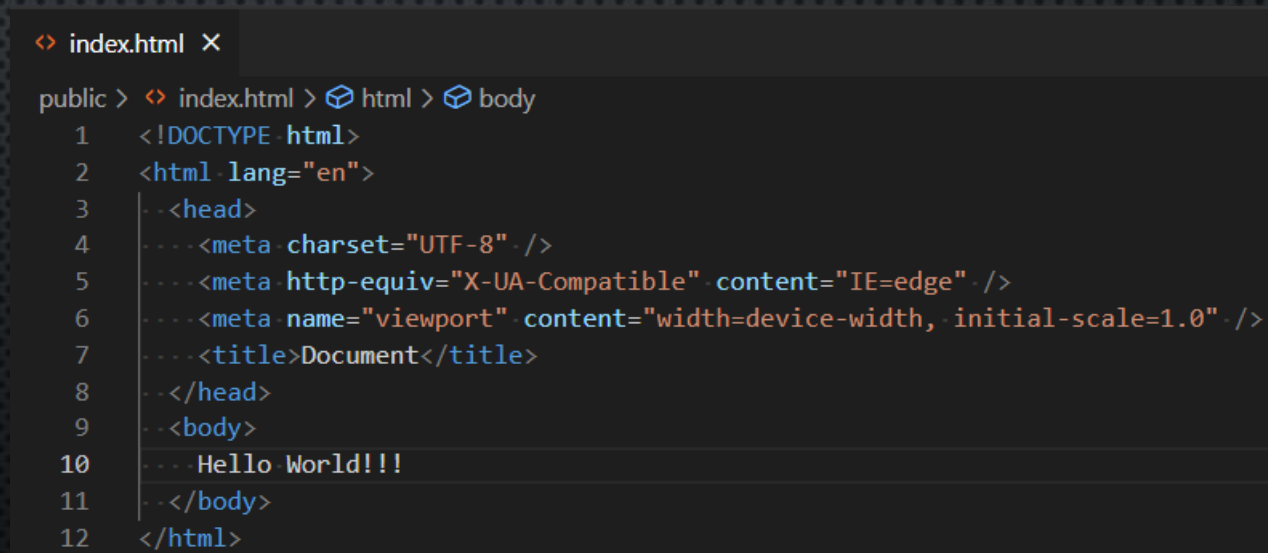 index.html
public > index.html > html > body
1 <!DOCTYPE html>
2 <html lang="en">
3   <head>
4     <meta charset="UTF-8" />
5     <meta http-equiv="X-UA-Compatible" content="IE=edge" />
6     <meta name="viewport" content="width=device-width, initial-scale=1.0" />
7     <title>Document</title>
8   </head>
9   <body>
10     Hello World!!!
11   </body>
12 </html>